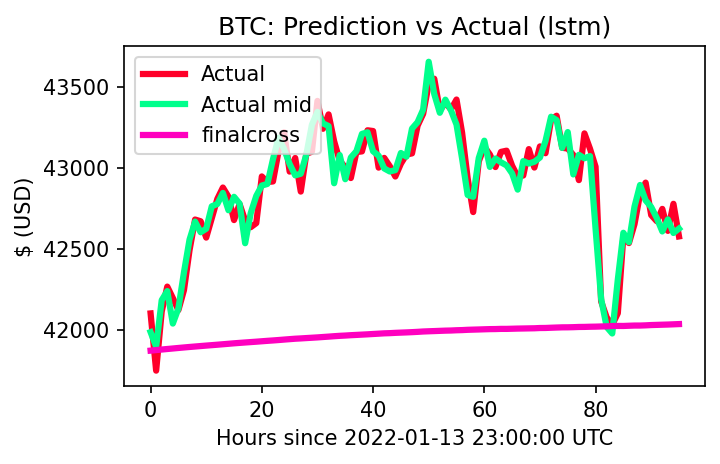 BTC: Prediction vs Actual (lstm)
Actual
Actual mid
finalcross
$ (USD)
43500
43000
42500
42000
0
20
40
60
80
Hours since 2022-01-13 23:00:00 UTC